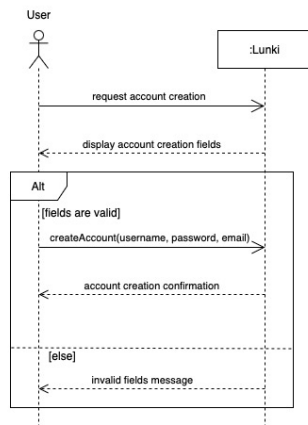 User
:Lunki
request account creation
display account creation fields
Alt
[fields are valid]
createAccount(username, password, email)
account creation confirmation
[else]
invalid fields message